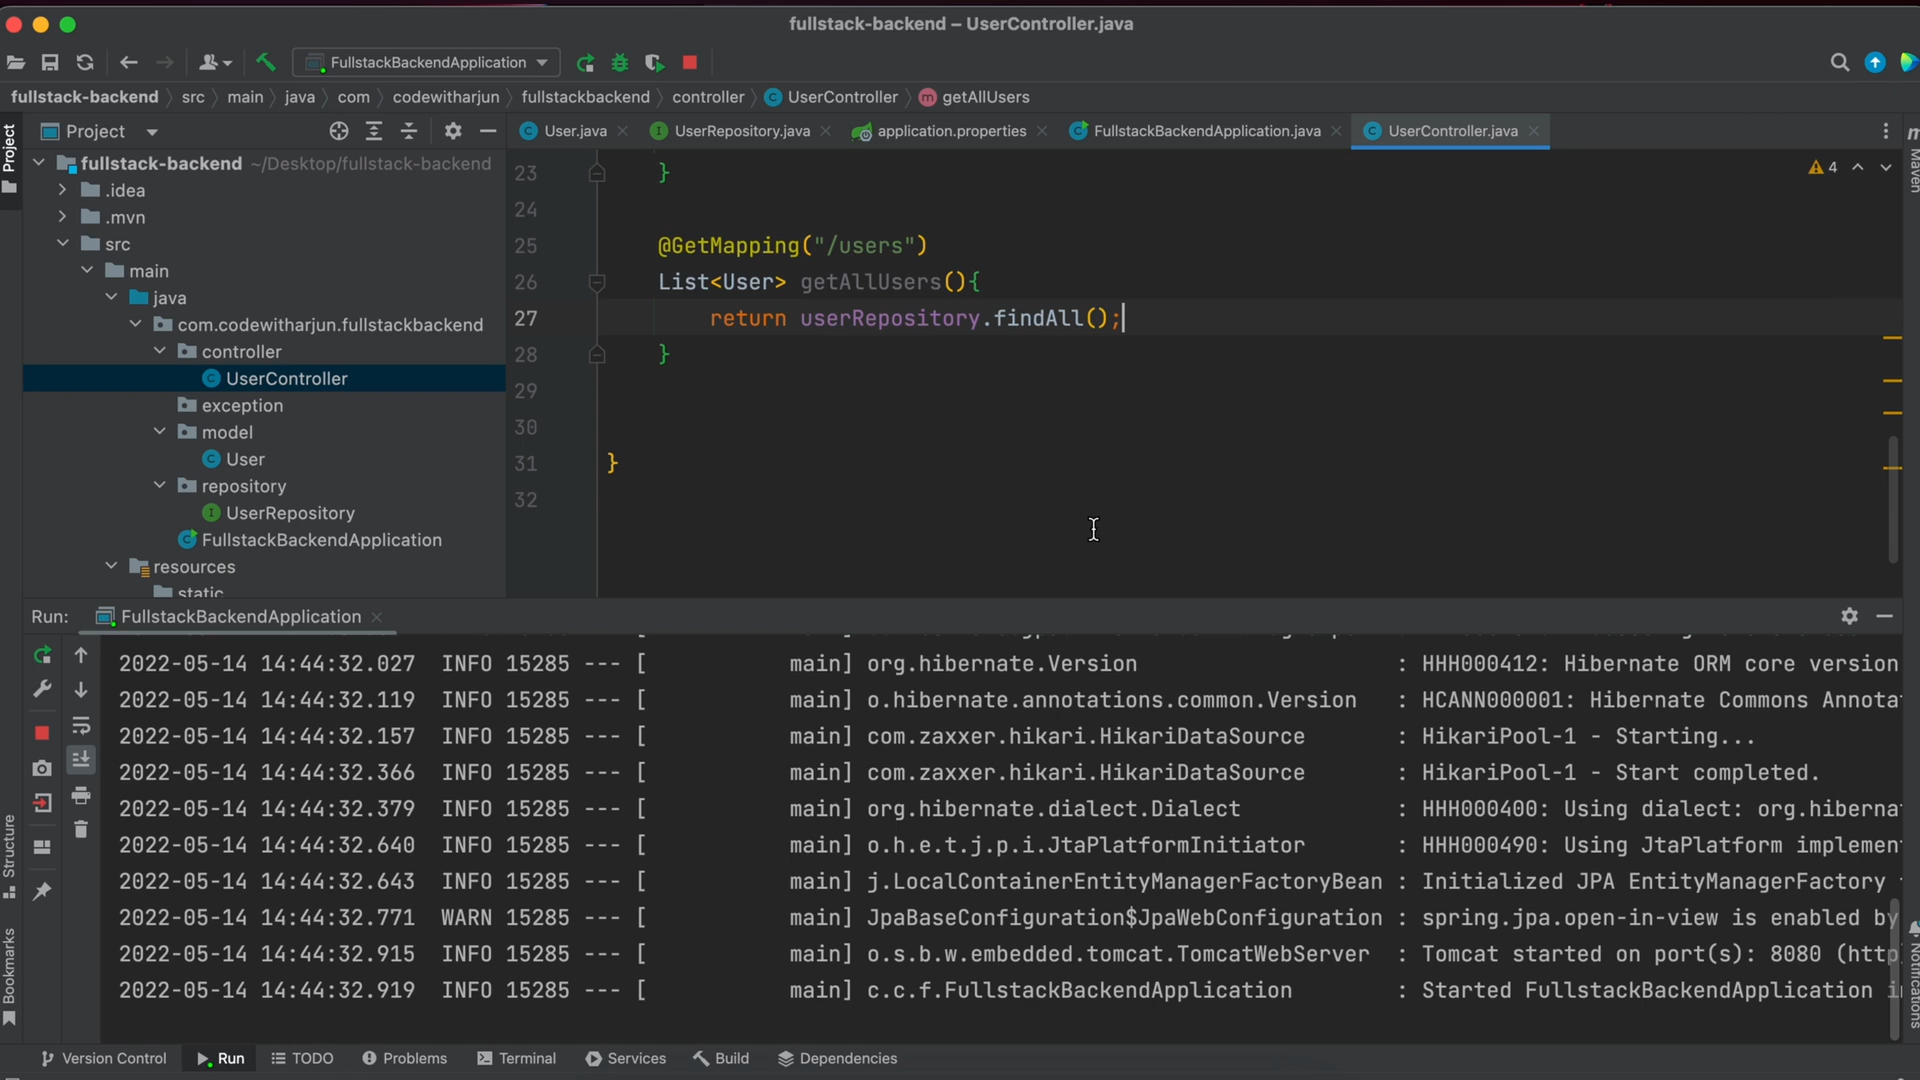 fullstack-backend – UserController.java
FullstackBackendApplication
fullstack-backend src main java com codewitharjun fullstackbackend controller UserController getAllUsers
Project
Project
User.java UserRepository.java application.properties FullstackBackendApplication.java UserController.java
Maven
fullstack-backend ~/Desktop/fullstack-backend
.idea
.mvn
src
main
java
com.codewitharjun.fullstackbackend
controller
UserController
exception
model
User
repository
UserRepository
FullstackBackendApplication
resources
static
4
23 }
24
25 @GetMapping("/users")
26 List<User> getAllUsers(){
27 return userRepository.findAll();
28 }
29
30
31 }
32
Run: FullstackBackendApplication
2022-05-14 14:44:32.027 INFO 15285 --- [ main] org.hibernate.Version : HHH000412: Hibernate ORM core version
2022-05-14 14:44:32.119 INFO 15285 --- [ main] o.hibernate.annotations.common.Version : HCANN000001: Hibernate Commons Annota
2022-05-14 14:44:32.157 INFO 15285 --- [ main] com.zaxxer.hikari.HikariDataSource : HikariPool-1 - Starting...
2022-05-14 14:44:32.366 INFO 15285 --- [ main] com.zaxxer.hikari.HikariDataSource : HikariPool-1 - Start completed.
2022-05-14 14:44:32.379 INFO 15285 --- [ main] org.hibernate.dialect.Dialect : HHH000400: Using dialect: org.hiberna
2022-05-14 14:44:32.640 INFO 15285 --- [ main] o.h.e.t.j.p.i.JtaPlatformInitiator : HHH000490: Using JtaPlatform implemen
2022-05-14 14:44:32.643 INFO 15285 --- [ main] j.LocalContainerEntityManagerFactoryBean : Initialized JPA EntityManagerFactory
2022-05-14 14:44:32.771 WARN 15285 --- [ main] JpaBaseConfiguration$JpaWebConfiguration : spring.jpa.open-in-view is enabled by
2022-05-14 14:44:32.915 INFO 15285 --- [ main] o.s.b.w.embedded.tomcat.TomcatWebServer : Tomcat started on port(s): 8080 (http
2022-05-14 14:44:32.919 INFO 15285 --- [ main] c.c.f.FullstackBackendApplication : Started FullstackBackendApplication i
Structure
Bookmarks
Notifications
Version Control Run TODO Problems Terminal Services Build Dependencies